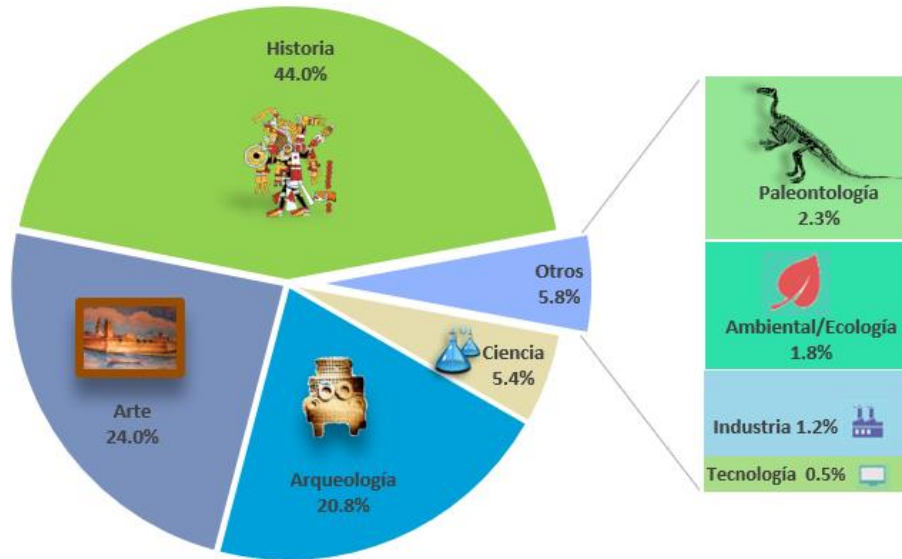 Historia
44.0%
Otros
5.8%
Ciencia
5.4%
Arqueología
20.8%
Arte
24.0%
Paleontología
2.3%
Ambiental/Ecología
1.8%
Industria 1.2%
Tecnología 0.5%